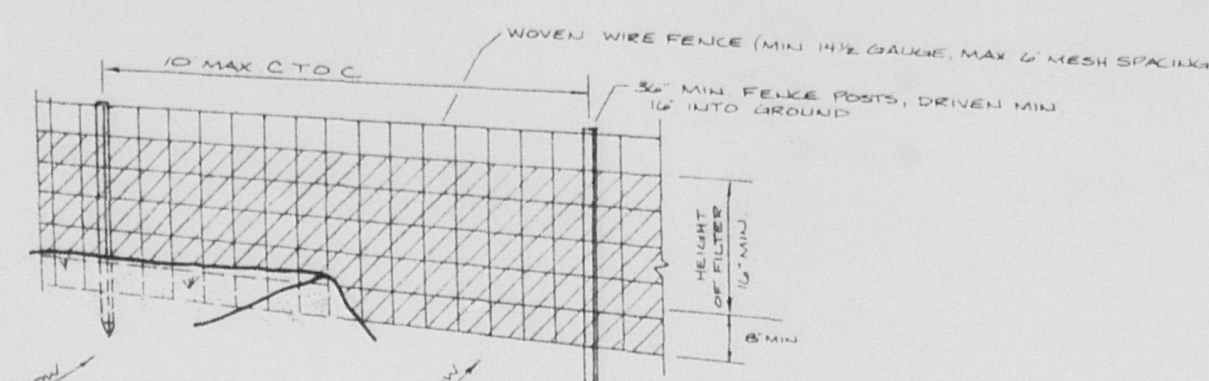 WOVEN WIRE FENCE (MIN 14½ GAUGE, MAX 6" MESH SPACING
10' MAX C TO C
36" MIN. FENCE POSTS, DRIVEN MIN
16" INTO GROUND
HEIGHT
OF FILTER
16" MIN.
8" MIN